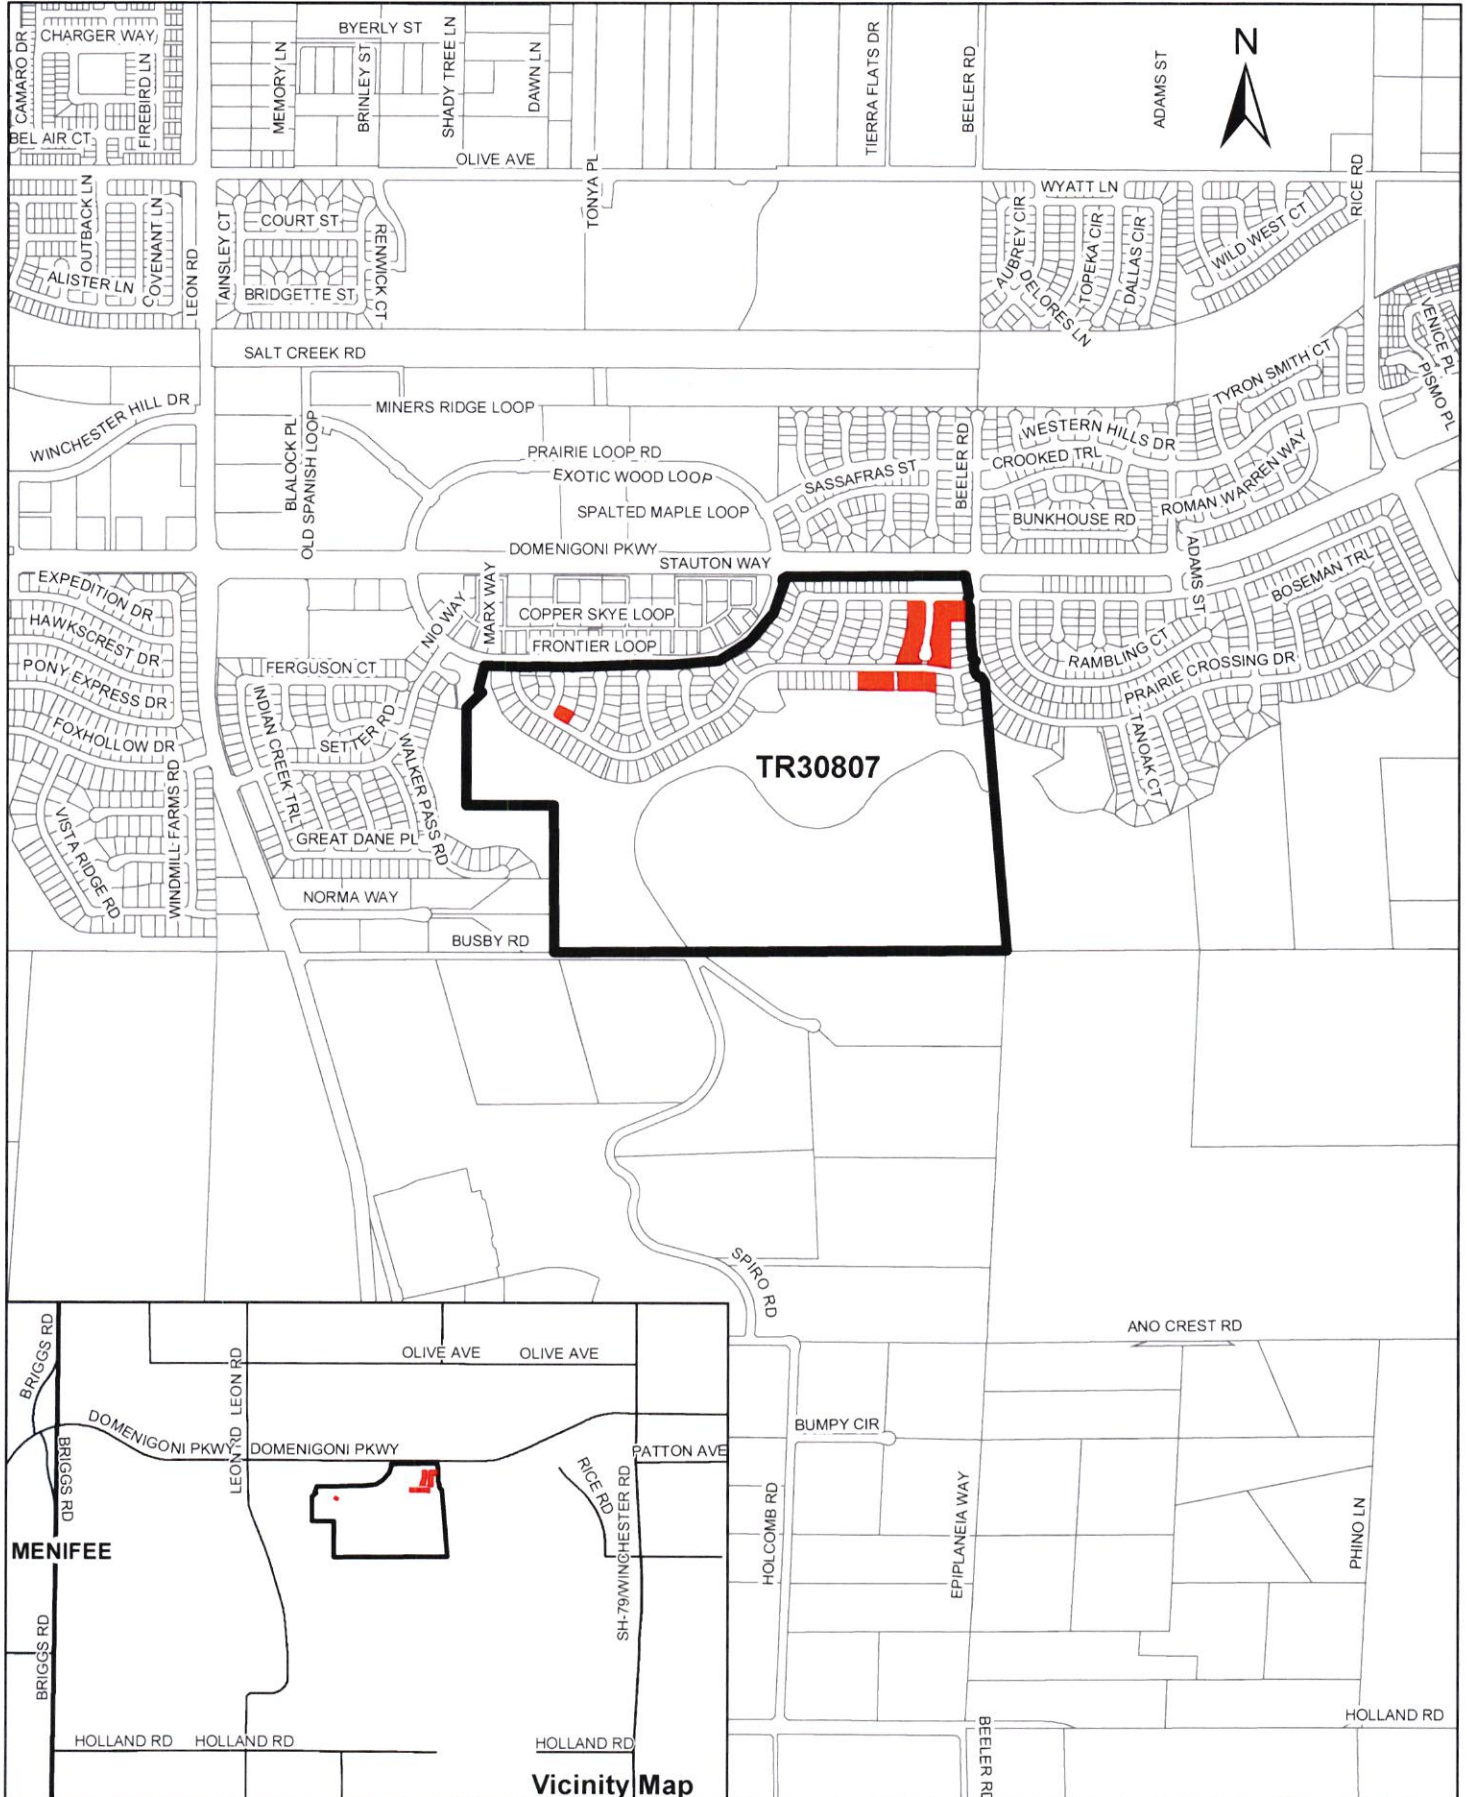 BYERLY ST
CHARGER WAY
CAMARO DR
FIREBIRD LN
MEMORY LN
BRINLEY ST
SHADY TREE LN
DAWN LN
TIERRA FLATS DR
BEELER RD
ADAMS ST
N
BEL AIR CT
OLIVE AVE
TONYA PL
RICE RD
WYATT LN
OUTBACK LN
COVENANT LN
LEON RD
AINSLEY CT
COURT ST
RENWICK CT
AUBREY CIR
TOPEKA CIR
DALLAS CIR
WILD WEST CT
ALISTER LN
BRIDGETTE ST
DELORES LN
VENICE PL
SALT CREEK RD
TYRON SMITH CT
PISMO PL
WINCHESTER HILL DR
MINERS RIDGE LOOP
BLALOCK PL
OLD SPANISH LOOP
WESTERN HILLS DR
PRAIRIE LOOP RD
BEELER RD
CROOKED TRL
EXOTIC WOOD LOOP
SASSAFRAS ST
ROMAN WARREN WAY
SPALTED MAPLE LOOP
BUNKHOUSE RD
DOMENIGONI PKWY
STAUTON WAY
ADAMS ST
BOSEMAN TRL
EXPEDITION DR
MARX WAY
NIO WAY
COPPER SKYE LOOP
HAWKSCREST DR
FRONTIER LOOP
RAMBLING CT
PONY EXPRESS DR
FERGUSON CT
PRAIRIE CROSSING DR
FOXHOLLOW DR
INDIAN CREEK TRL
SETTER RD
WALKER PASS RD
TANOAK CT
TR30807
WINDMILL FARMS RD
VISTA RIDGE RD
GREAT DANE PL
NORMA WAY
BUSBY RD
SPIRO RD
ANO CREST RD
BUMPY CIR
HOLCOMB RD
EPIPLANEIA WAY
PHINO LN
HOLLAND RD
BEELER RD
BRIGGS RD
LEON RD
OLIVE AVE
OLIVE AVE
DOMENIGONI PKWY
DOMENIGONI PKWY
LEON RD
BRIGGS RD
PATTON AVE
RICE RD
SH-79/WINCHESTER RD
MENIFEE
BRIGGS RD
HOLLAND RD
HOLLAND RD
HOLLAND RD
Vicinity Map